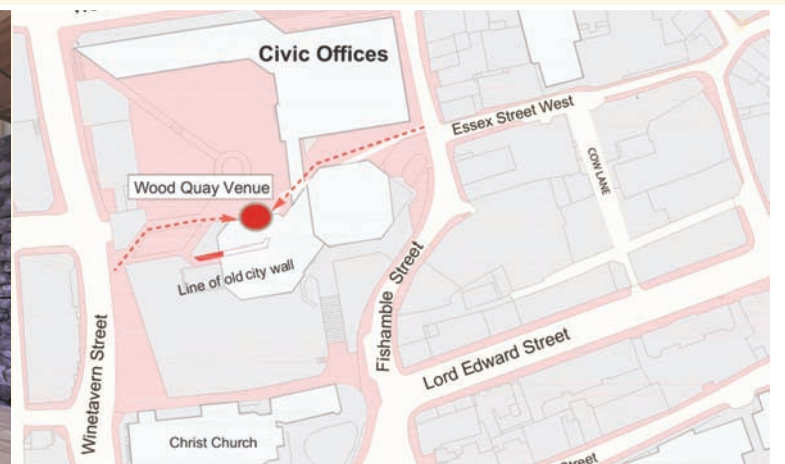 Civic Offices
Essex Street West
COW LANE
Wood Quay Venue
Line of old city wall
Fishamble Street
Lord Edward Street
Winetavern Street
Christ Church
Street